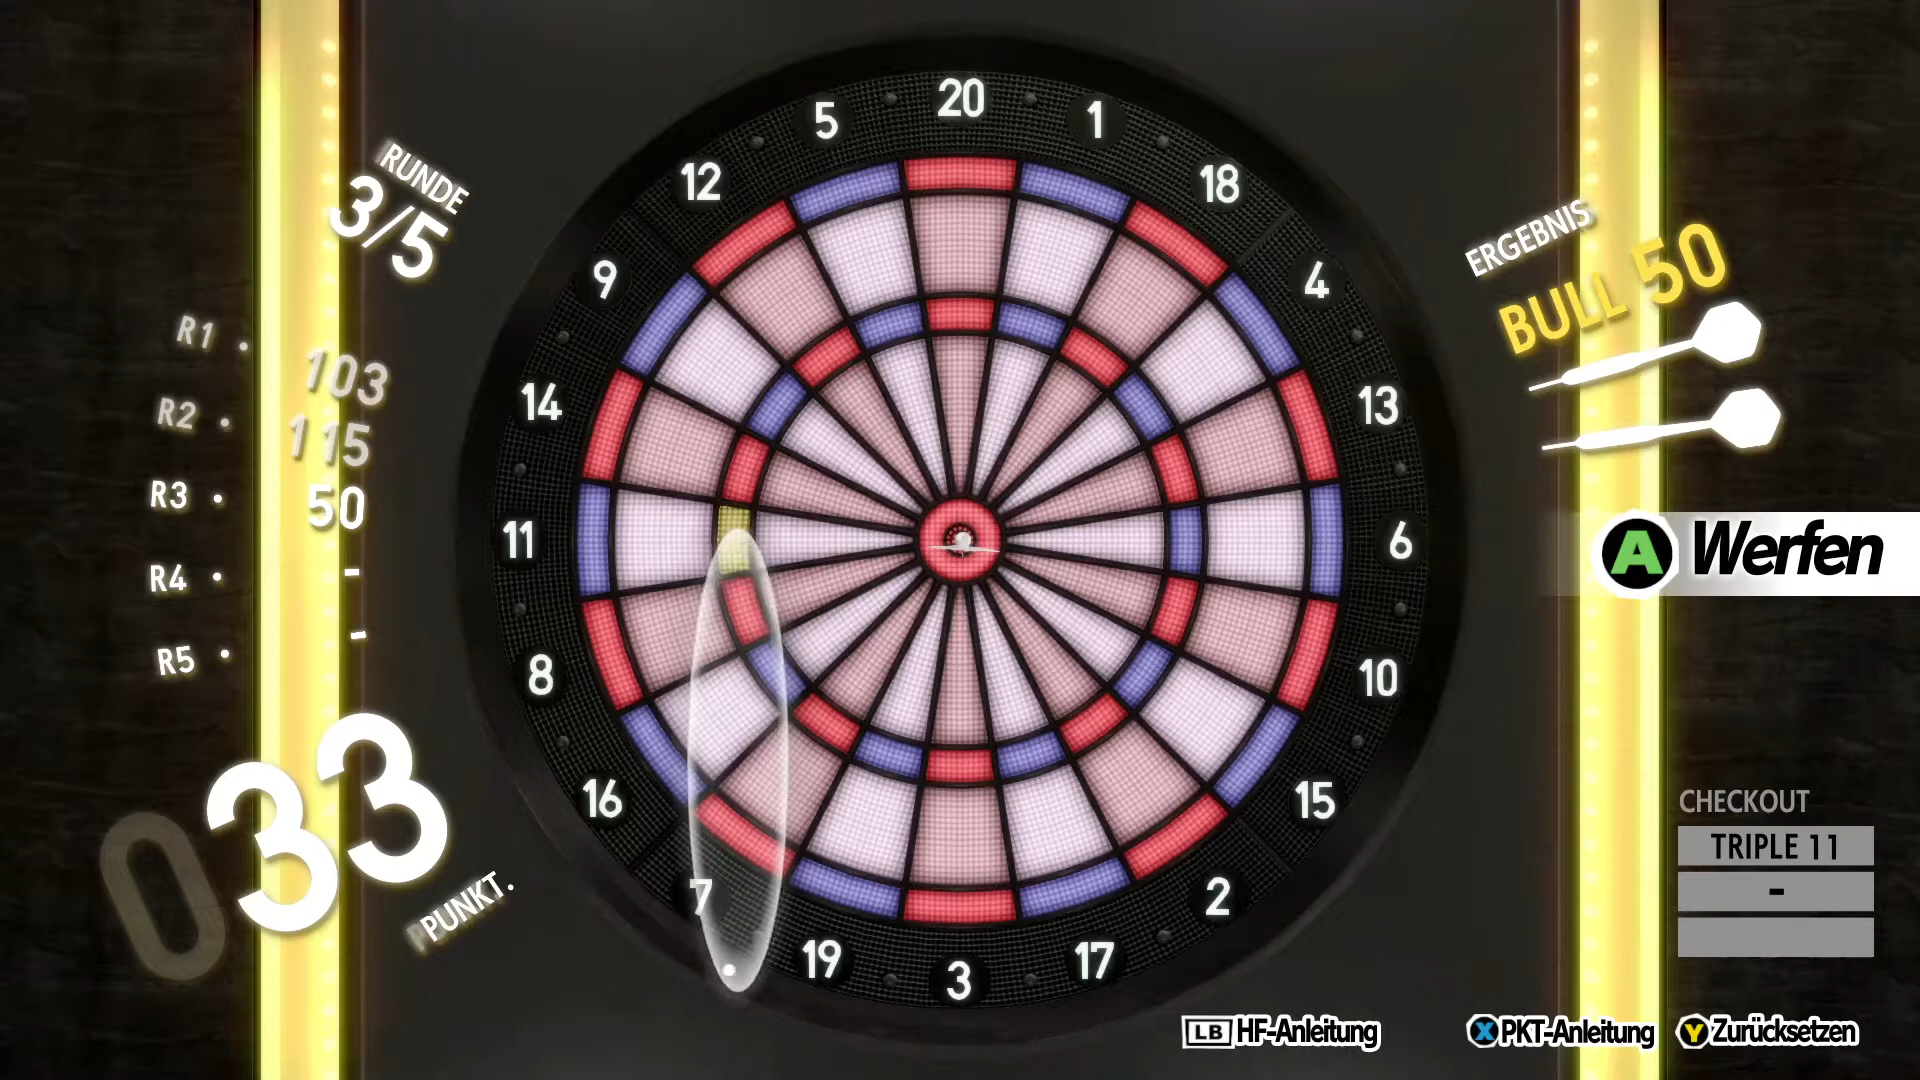 RUNDE
3/5
R1 · 103
R2 · 115
R3 · 50
R4 · -
R5 · -
033
PUNKT.
20
1
18
4
13
6
10
15
2
17
3
19
7
16
8
11
14
9
12
5
ERGEBNIS
BULL 50
A Werfen
CHECKOUT
TRIPLE 11
-
LB HF-Anleitung
X PKT-Anleitung
Y Zurücksetzen